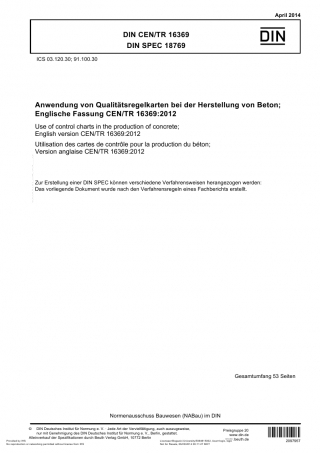 April 2014
DIN CEN/TR 16369
DIN SPEC 18769
DIN
ICS 03.120.30; 91.100.30
Anwendung von Qualitätsregelkarten bei der Herstellung von Beton;
Englische Fassung CEN/TR 16369:2012
Use of control charts in the production of concrete;
English version CEN/TR 16369:2012
Utilisation des cartes de contrôle pour la production du béton;
Version anglaise CEN/TR 16369:2012
Zur Erstellung einer DIN SPEC können verschiedene Verfahrensweisen herangezogen werden:
Das vorliegende Dokument wurde nach den Verfahrensregeln eines Fachberichts erstellt.
Gesamtumfang 53 Seiten
Normenausschuss Bauwesen (NABau) im DIN
© DIN Deutsches Institut für Normung e. V. Jede Art der Vervielfältigung, auch auszugsweise,
nur mit Genehmigung des DIN Deutsches Institut für Normung e. V., Berlin, gestattet.
Alleinverkauf der Spezifikationen durch Beuth Verlag GmbH, 10772 Berlin
Preisgruppe 20
www.din.de
www.beuth.de